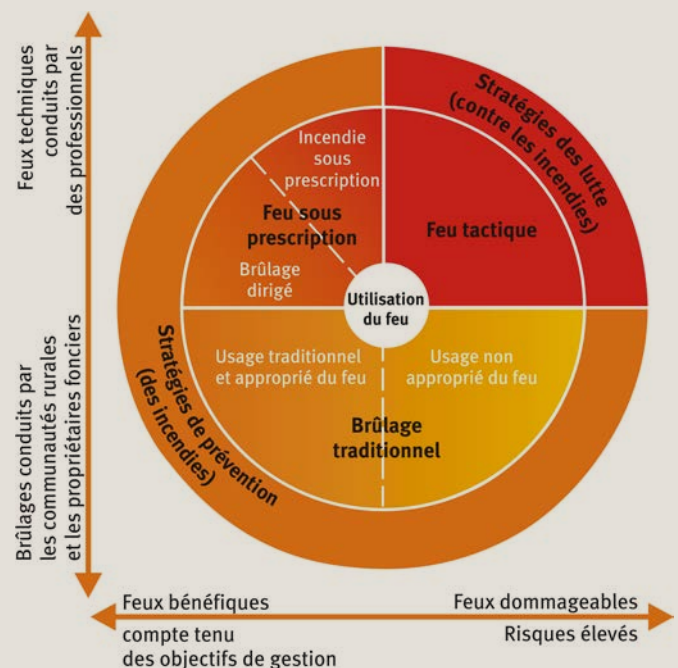 Feux techniques
conduits par
des professionnels
Brûlages conduits par
les communautés rurales
et les propriétaires fonciers
Stratégies des lutte
(contre les incendies)
Incendie
sous
prescription
Feu sous
prescription
Brûlage
dirigé
Feu tactique
Utilisation
du feu
Usage traditionnel
et approprié du feu
Usage non
approprié du feu
Brûlage
traditionnel
Stratégies de prévention
(des incendies)
Feux bénéfiques
compte tenu
des objectifs de gestion
Feux dommageables
Risques élevés